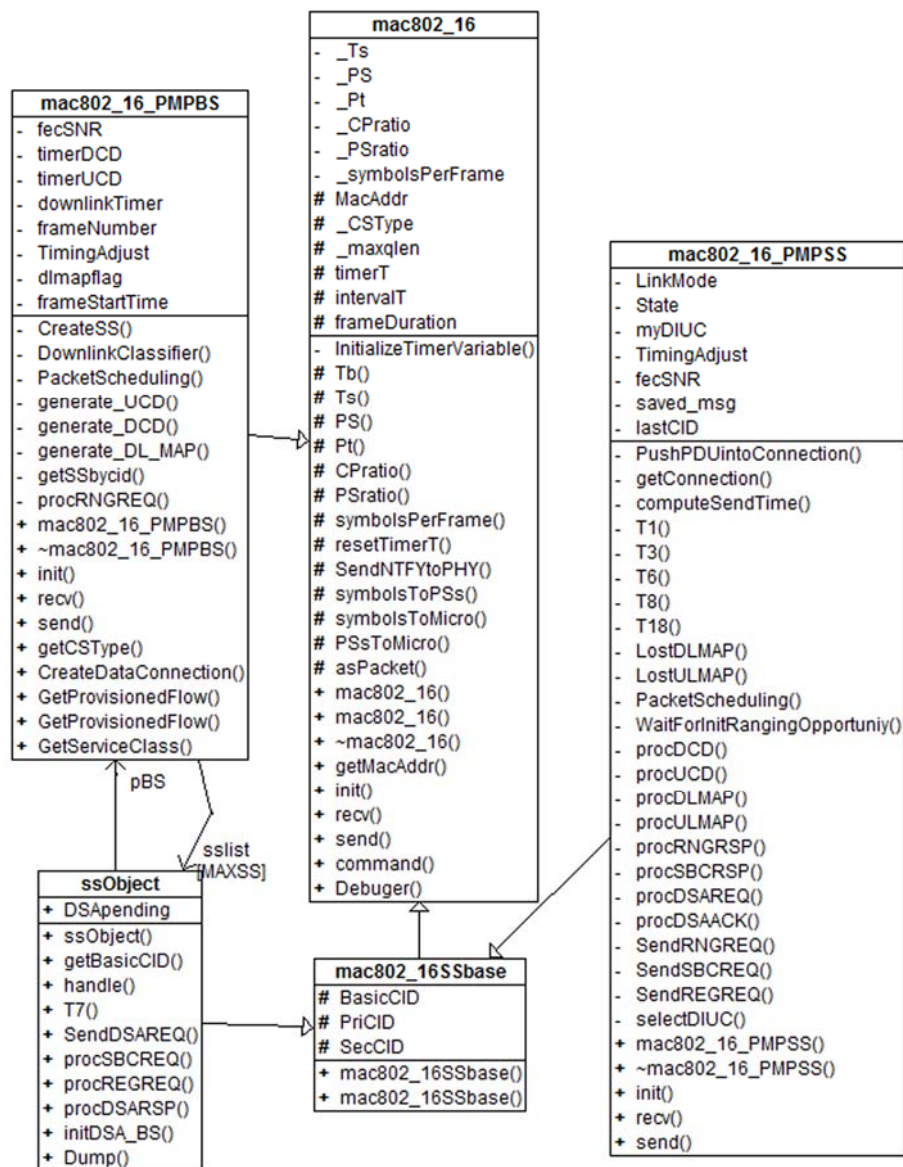 mac802_16
- _Ts
- _PS
- _Pt
- _CPratio
- _PSratio
- _symbolsPerFrame
# MacAddr
# _CSType
# _maxqlen
# timerT
# intervalT
# frameDuration
- InitializeTimerVariable()
# Tb()
# Ts()
# PS()
# Pt()
# CPratio()
# PSratio()
# symbolsPerFrame()
# resetTimerT()
# SendNTFYtoPHY()
# symbolsToPSs()
# symbolsToMicro()
# PSsToMicro()
# asPacket()
+ mac802_16()
+ mac802_16()
+ ~mac802_16()
+ getMacAddr()
+ init()
+ recv()
+ send()
+ command()
+ Debuger()
mac802_16_PMPBS
- fecSNR
- timerDCD
- timerUCD
- downlinkTimer
- frameNumber
- TimingAdjust
- dlmapflag
- frameStartTime
- CreateSS()
- DownlinkClassifier()
- PacketScheduling()
- generate_UCD()
- generate_DCD()
- generate_DL_MAP()
- getSSbycid()
- procRNGREQ()
+ mac802_16_PMPBS()
+ ~mac802_16_PMPBS()
+ init()
+ recv()
+ send()
+ getCSType()
+ CreateDataConnection()
+ GetProvisionedFlow()
+ GetProvisionedFlow()
+ GetServiceClass()
pBS
sslist
[MAXSS]
ssObject
+ DSApending
+ ssObject()
+ getBasicCID()
+ handle()
+ T7()
+ SendDSAREQ()
+ procSBCREQ()
+ procREGREQ()
+ procDSARSP()
+ initDSA_BS()
+ Dump()
mac802_16SSbase
# BasicCID
# PriCID
# SecCID
+ mac802_16SSbase()
+ mac802_16SSbase()
mac802_16_PMPSS
- LinkMode
- State
- myDIUC
- TimingAdjust
- fecSNR
- saved_msg
- lastCID
- PushPDUintoConnection()
- getConnection()
- computeSendTime()
- T1()
- T3()
- T6()
- T8()
- T18()
- LostDLMAP()
- LostULMAP()
- PacketScheduling()
- WaitForInitRangingOpportuniy()
- procDCD()
- procUCD()
- procDLMAP()
- procULMAP()
- procRNGRSP()
- procSBCRSP()
- procDSAREQ()
- procDSAACK()
- SendRNGREQ()
- SendSBCREQ()
- SendREGREQ()
- selectDIUC()
+ mac802_16_PMPSS()
+ ~mac802_16_PMPSS()
+ init()
+ recv()
+ send()